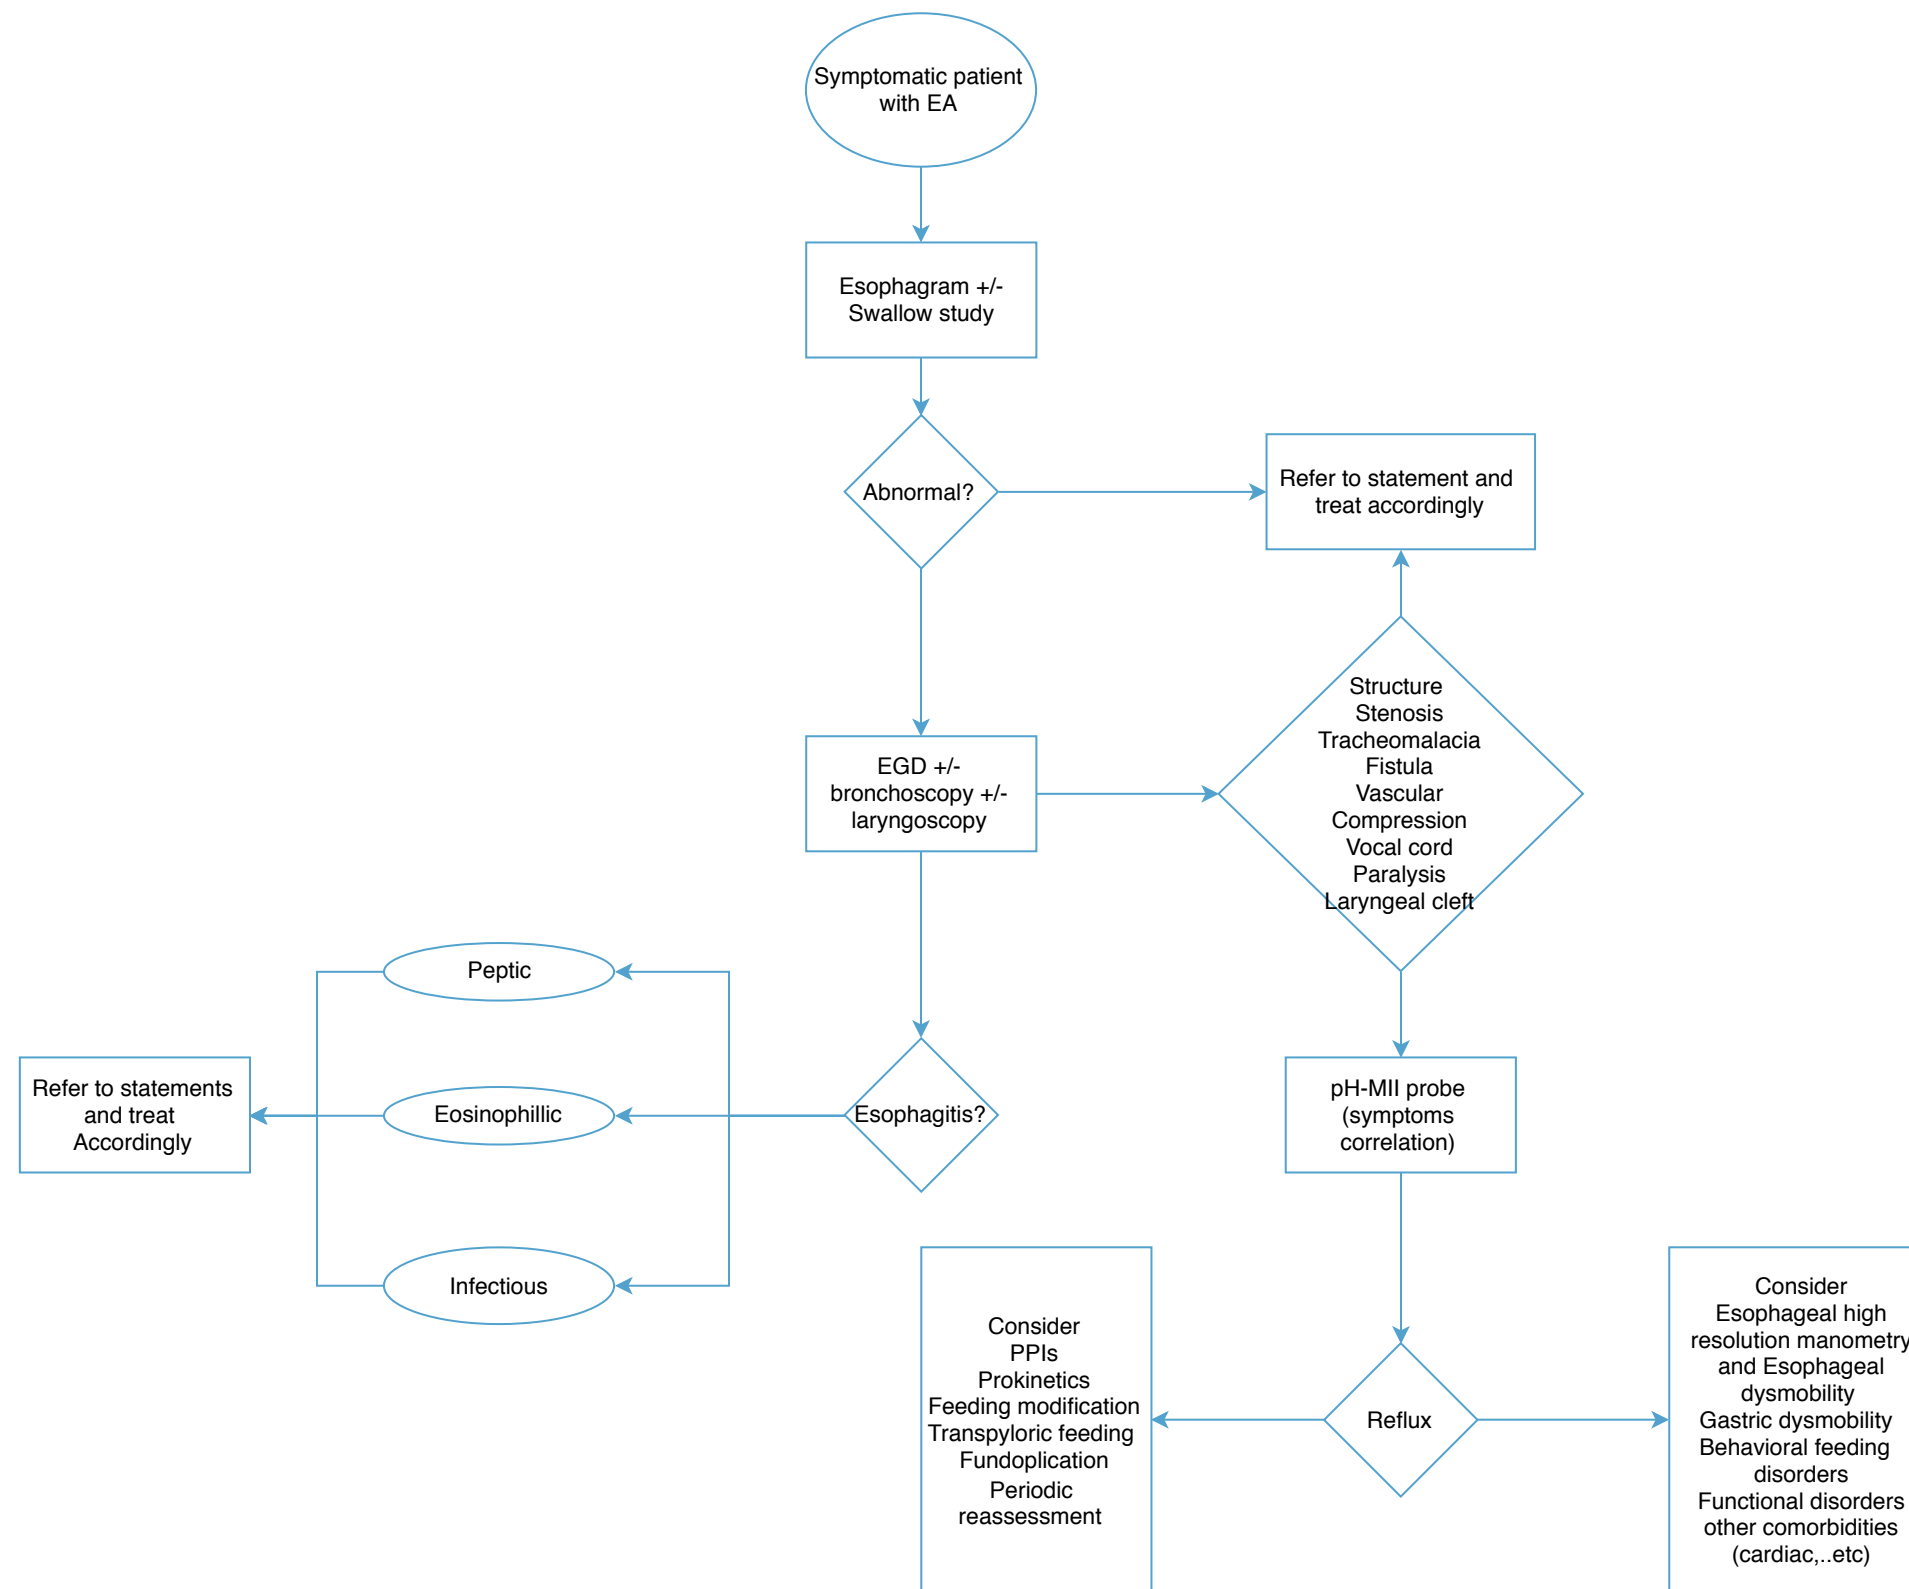 Symptomatic patient
with EA
Esophagram +/-
Swallow study
Abnormal?
Refer to statement and
treat accordingly
EGD +/-
bronchoscopy +/-
laryngoscopy
Structure
Stenosis
Tracheomalacia
Fistula
Vascular
Compression
Vocal cord
Paralysis
Laryngeal cleft
Peptic
Eosinophillic
Infectious
Refer to statements
and treat
Accordingly
Esophagitis?
pH-MII probe
(symptoms
correlation)
Reflux
Consider
PPIs
Prokinetics
Feeding modification
Transpyloric feeding
Fundoplication
Periodic
reassessment
Consider
Esophageal high
resolution manometry
and Esophageal
dysmobility
Gastric dysmobility
Behavioral feeding
disorders
Functional disorders
other comorbidities
(cardiac,..etc)